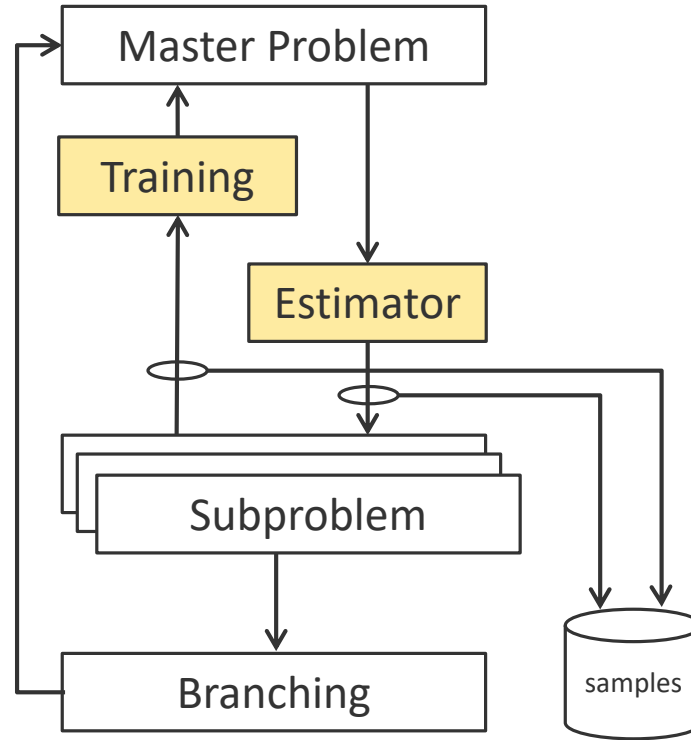 Master Problem
Training
Estimator
Subproblem
Branching
samples